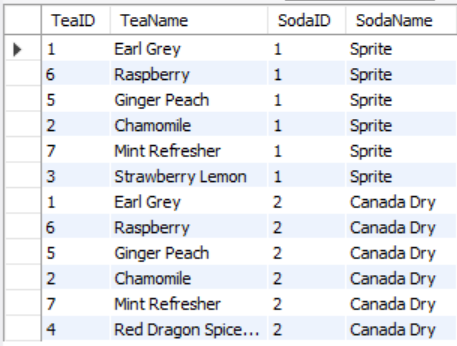 TeaID TeaName SodaID SodaName
1 Earl Grey 1 Sprite
6 Raspberry 1 Sprite
5 Ginger Peach 1 Sprite
2 Chamomile 1 Sprite
7 Mint Refresher 1 Sprite
3 Strawberry Lemon 1 Sprite
1 Earl Grey 2 Canada Dry
6 Raspberry 2 Canada Dry
5 Ginger Peach 2 Canada Dry
2 Chamomile 2 Canada Dry
7 Mint Refresher 2 Canada Dry
4 Red Dragon Spice... 2 Canada Dry